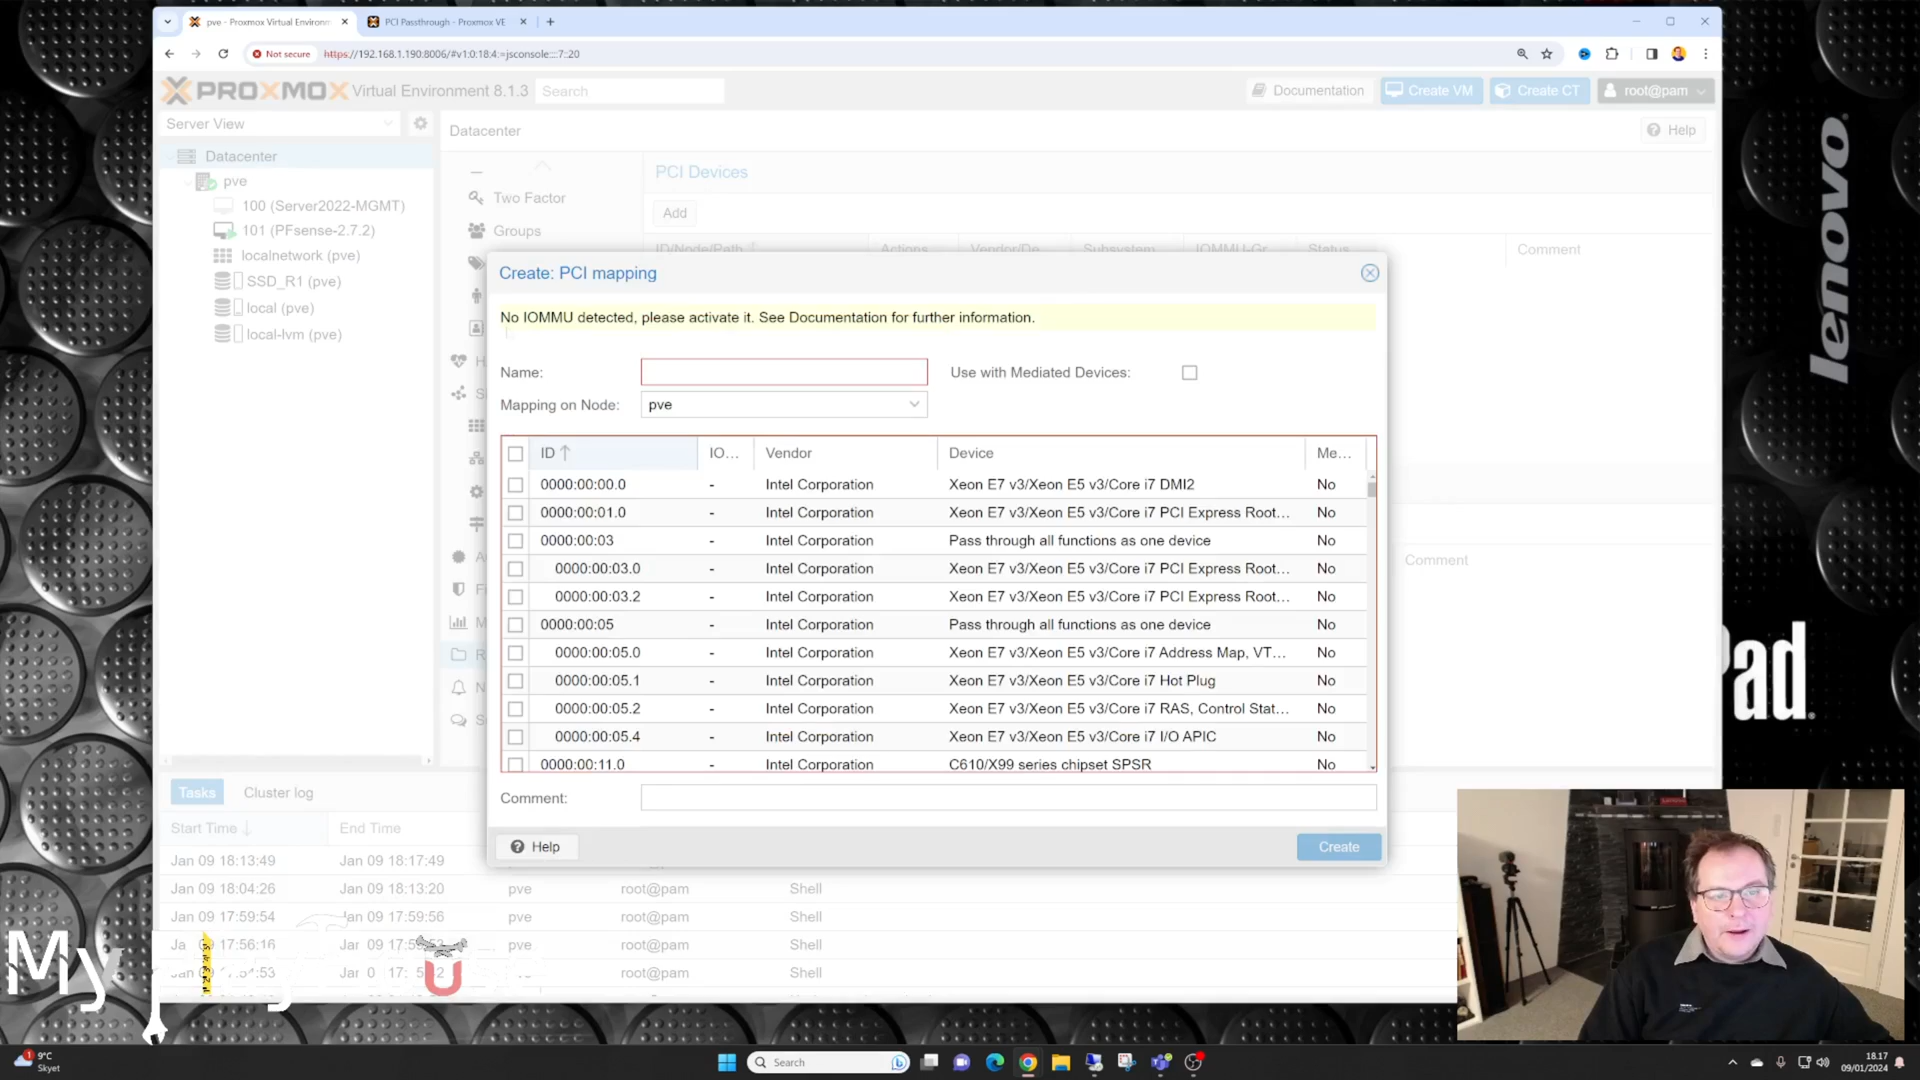 pve - Proxmox Virtual Environm
PCI Passthrough - Proxmox VE
Not secure
https://192.168.1.190:8006/#v1:0:18:4:=jsconsole::::7::20
PROXMOX Virtual Environment 8.1.3
Search
Documentation
Create VM
Create CT
root@pam
Server View
Datacenter
Help
Datacenter
pve
100 (Server2022-MGMT)
101 (PFsense-2.7.2)
localnetwork (pve)
SSD_R1 (pve)
local (pve)
local-lvm (pve)
Two Factor
Groups
PCI Devices
Add
ID/Node/Path
Actions
Vendor/De
Subsystem
IOMMU-Gr
Status
Comment
Create: PCI mapping
No IOMMU detected, please activate it. See Documentation for further information.
Name:
Use with Mediated Devices:
Mapping on Node:
pve
ID
IO...
Vendor
Device
Me...
0000:00:00.0 - Intel Corporation Xeon E7 v3/Xeon E5 v3/Core i7 DMI2 No
0000:00:01.0 - Intel Corporation Xeon E7 v3/Xeon E5 v3/Core i7 PCI Express Root... No
0000:00:03 - Intel Corporation Pass through all functions as one device No
0000:00:03.0 - Intel Corporation Xeon E7 v3/Xeon E5 v3/Core i7 PCI Express Root... No
0000:00:03.2 - Intel Corporation Xeon E7 v3/Xeon E5 v3/Core i7 PCI Express Root... No
0000:00:05 - Intel Corporation Pass through all functions as one device No
0000:00:05.0 - Intel Corporation Xeon E7 v3/Xeon E5 v3/Core i7 Address Map, VT... No
0000:00:05.1 - Intel Corporation Xeon E7 v3/Xeon E5 v3/Core i7 Hot Plug No
0000:00:05.2 - Intel Corporation Xeon E7 v3/Xeon E5 v3/Core i7 RAS, Control Stat... No
0000:00:05.4 - Intel Corporation Xeon E7 v3/Xeon E5 v3/Core i7 I/O APIC No
0000:00:11.0 - Intel Corporation C610/X99 series chipset SPSR No
Comment:
Help
Create
Comment
Tasks
Cluster log
Start Time
End Time
Jan 09 18:13:49 Jan 09 18:17:49
Jan 09 18:04:26 Jan 09 18:13:20 pve root@pam Shell
Jan 09 17:59:54 Jan 09 17:59:56 pve root@pam Shell
17:56:16 pve root@pam Shell
root@pam Shell
My
lenovo
Pad
9°C
Skyet
Search
18.17
09/01/2024